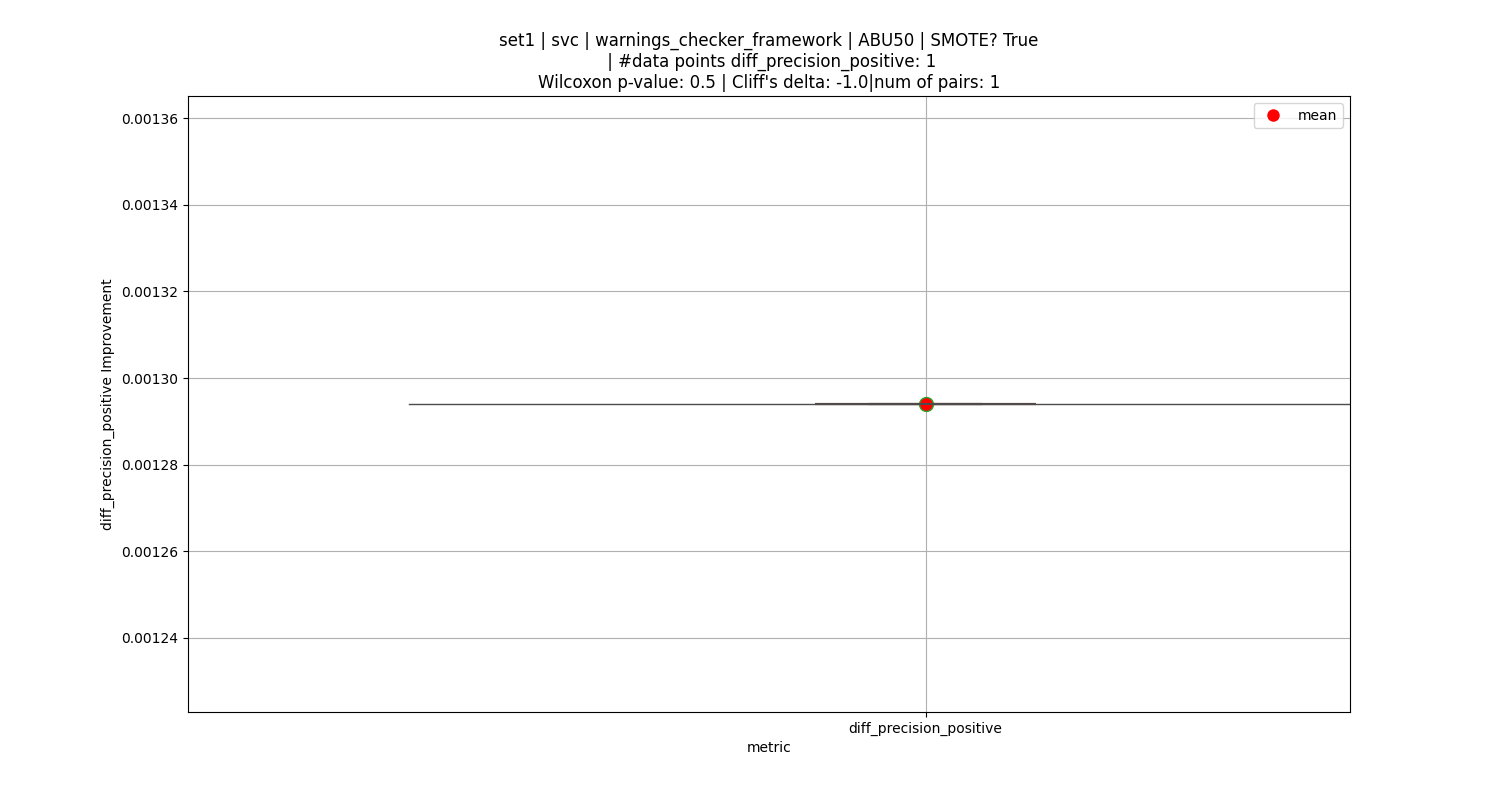 set1 | svc | warnings_checker_framework | ABU50 | SMOTE? True
| #data points diff_precision_positive: 1
Wilcoxon p-value: 0.5 | Cliff's delta: -1.0|num of pairs: 1
mean
0.00136
0.00134
0.00132
0.00130
0.00128
0.00126
0.00124
diff_precision_positive Improvement
diff_precision_positive
metric